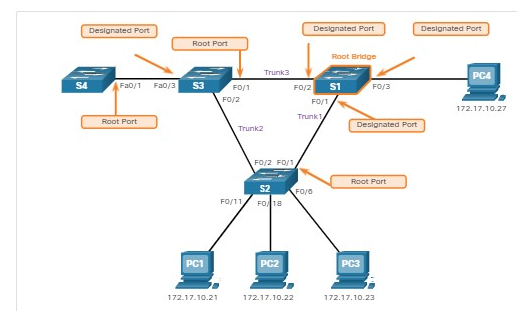 Designated Port
Root Port
Designated Port
Designated Port
Root Bridge
S4
Fa0/1
Fa0/3
S3
F0/1
Trunk3
F0/2
S1
F0/3
PC4
F0/2
F0/1
172.17.10.27
Root Port
Trunk2
Trunk1
Designated Port
F0/2
F0/1
S2
Root Port
F0/11
F0/18
F0/6
PC1
PC2
PC3
172.17.10.21
172.17.10.22
172.17.10.23